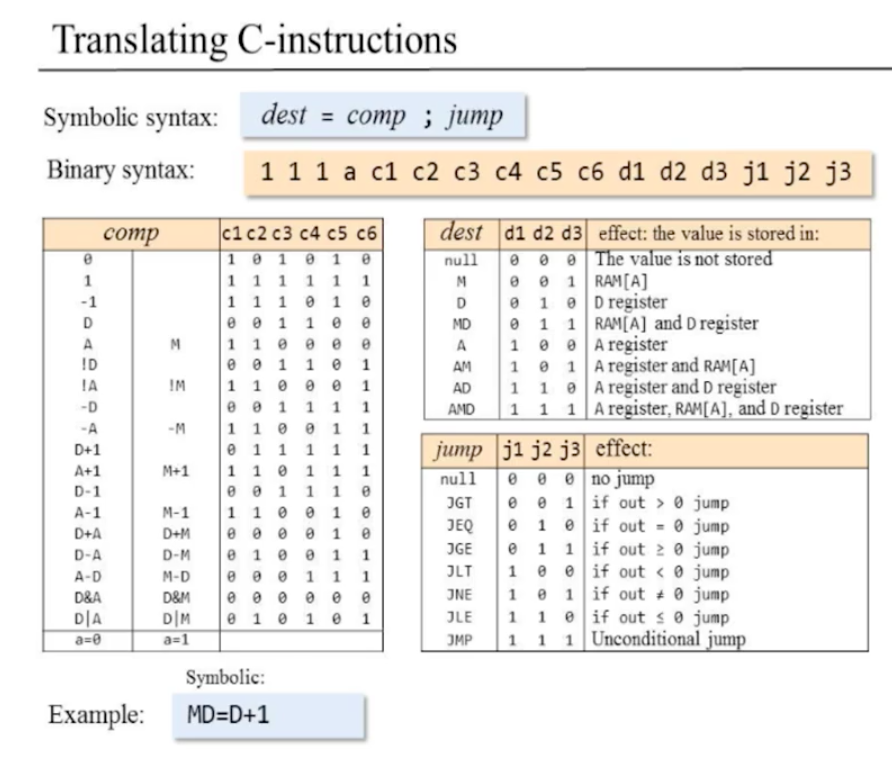 Translating C-instructions
Symbolic syntax: dest = comp ; jump
Binary syntax: 1 1 1 a c1 c2 c3 c4 c5 c6 d1 d2 d3 j1 j2 j3
comp c1 c2 c3 c4 c5 c6
0 1 0 1 0 1 0
1 1 1 1 1 1 1
-1 1 1 1 0 1 0
D 0 0 1 1 0 0
A M 1 1 0 0 0 0
!D 0 0 1 1 0 1
!A !M 1 1 0 0 0 1
-D 0 0 1 1 1 1
-A -M 1 1 0 0 1 1
D+1 0 1 1 1 1 1
A+1 M+1 1 1 0 1 1 1
D-1 0 0 1 1 1 0
A-1 M-1 1 1 0 0 1 0
D+A D+M 0 0 0 0 1 0
D-A D-M 0 1 0 0 1 1
A-D M-D 0 0 0 1 1 1
D&A D&M 0 0 0 0 0 0
D|A D|M 0 1 0 1 0 1
a=0 a=1
dest d1 d2 d3 effect: the value is stored in:
null 0 0 0 The value is not stored
M 0 0 1 RAM[A]
D 0 1 0 D register
MD 0 1 1 RAM[A] and D register
A 1 0 0 A register
AM 1 0 1 A register and RAM[A]
AD 1 1 0 A register and D register
AMD 1 1 1 A register, RAM[A], and D register
jump j1 j2 j3 effect:
null 0 0 0 no jump
JGT 0 0 1 if out > 0 jump
JEQ 0 1 0 if out = 0 jump
JGE 0 1 1 if out ≥ 0 jump
JLT 1 0 0 if out < 0 jump
JNE 1 0 1 if out ≠ 0 jump
JLE 1 1 0 if out ≤ 0 jump
JMP 1 1 1 Unconditional jump
Symbolic:
Example: MD=D+1